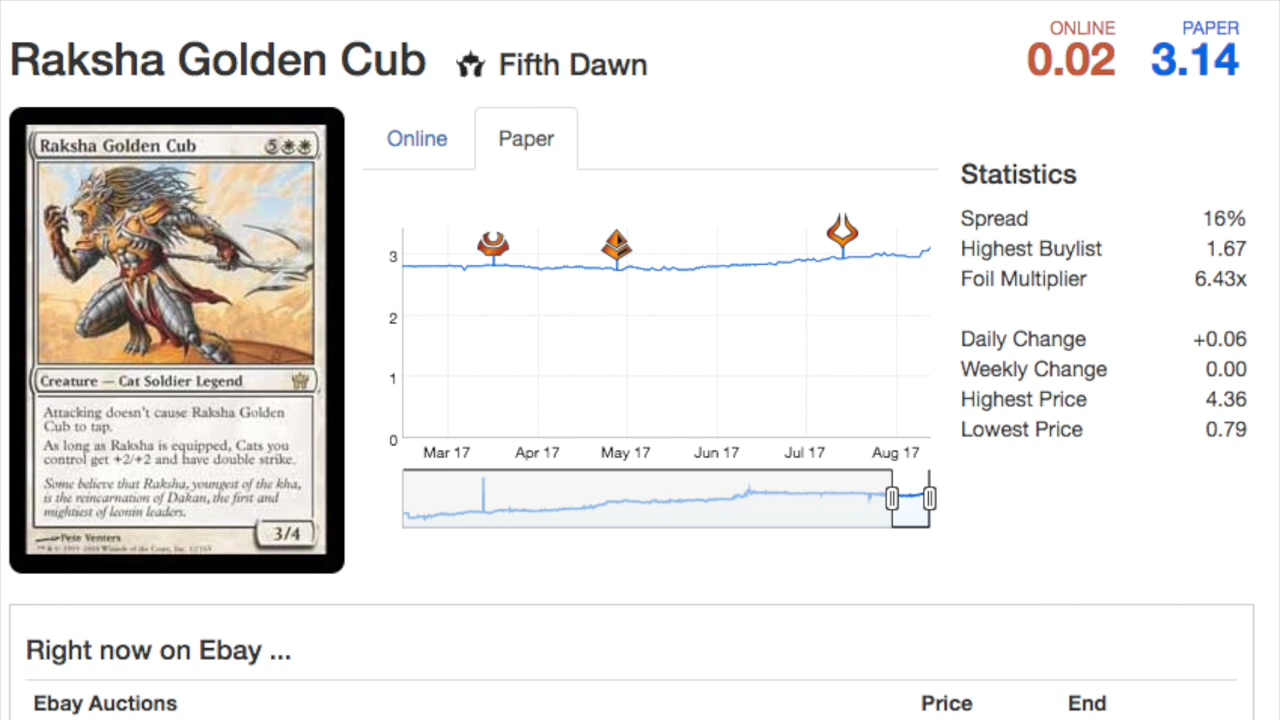 Raksha Golden Cub
Fifth Dawn
ONLINE
0.02
PAPER
3.14
Raksha Golden Cub
5
Creature — Cat Soldier Legend
Attacking doesn't cause Raksha Golden
Cub to tap.
As long as Raksha is equipped, Cats you
control get +2/+2 and have double strike.
Some believe that Raksha, youngest of the kha,
is the reincarnation of Dakan, the first and
mightiest of leonin leaders.
3/4
Pete Venters
Online
Paper
3
2
1
0
Mar 17
Apr 17
May 17
Jun 17
Jul 17
Aug 17
Statistics
Spread 16%
Highest Buylist 1.67
Foil Multiplier 6.43x
Daily Change +0.06
Weekly Change 0.00
Highest Price 4.36
Lowest Price 0.79
Right now on Ebay ...
Ebay Auctions Price End